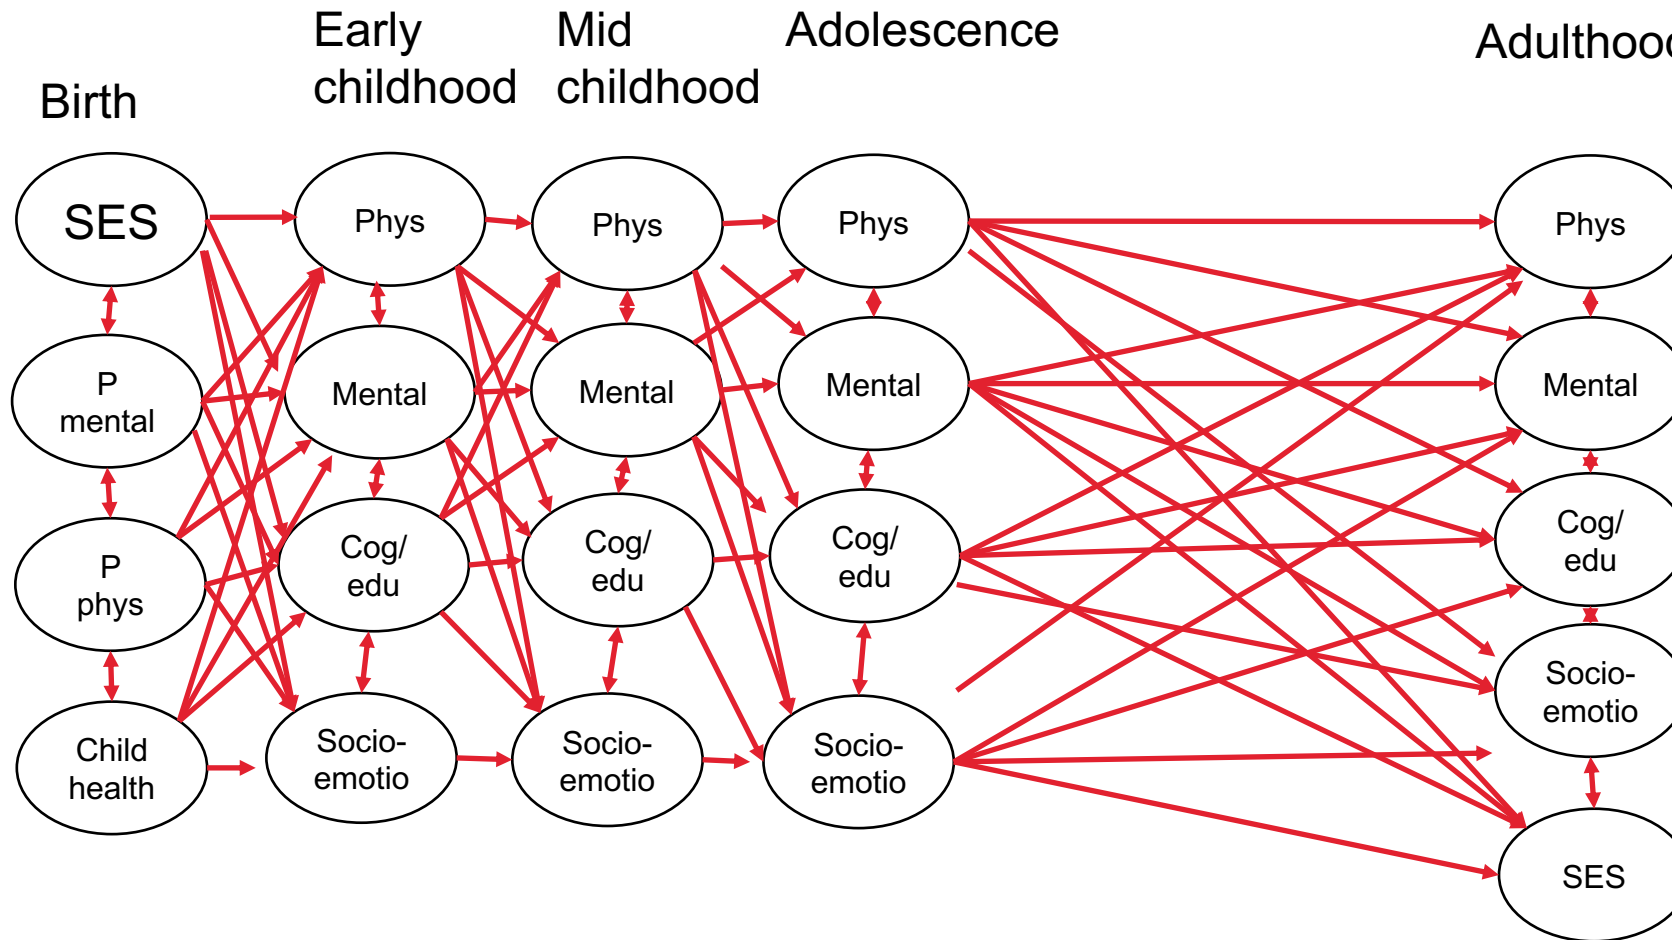 Birth
Early
childhood
Mid
childhood
Adolescence
Adulthood
SES
P
mental
P
phys
Child
health
Phys
Mental
Cog/
edu
Socio-
emotio
Phys
Mental
Cog/
edu
Socio-
emotio
Phys
Mental
Cog/
edu
Socio-
emotio
Phys
Mental
Cog/
edu
Socio-
emotio
SES